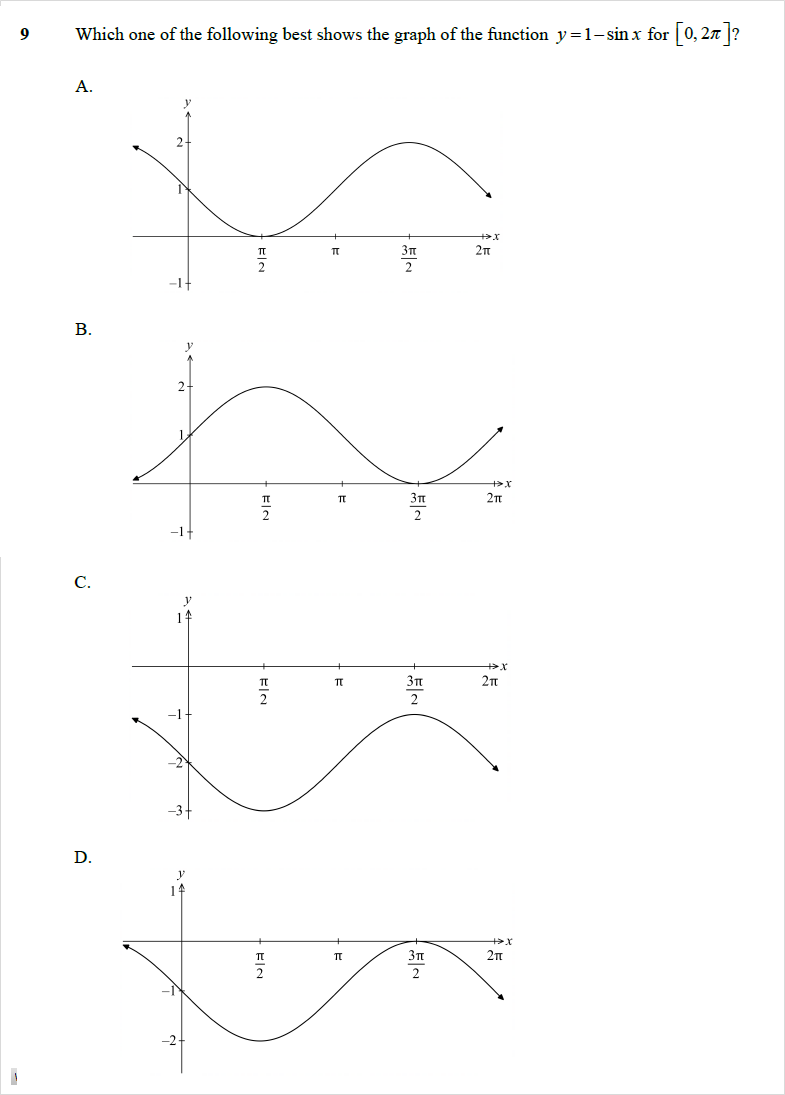 9 Which one of the following best shows the graph of the function y = 1 − sin x for [0, 2π]?
A.
y
2
1
x
π/2 π 3π/2 2π
−1
B.
y
2
1
x
π/2 π 3π/2 2π
−1
C.
y
1
x
π/2 π 3π/2 2π
−1
−2
−3
D.
y
1
x
π/2 π 3π/2 2π
−1
−2